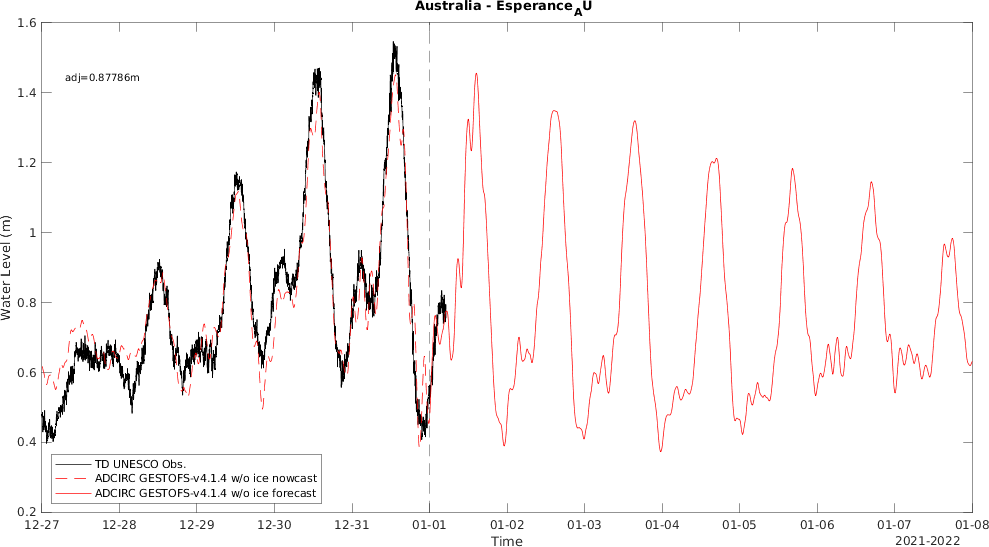 Australia - Esperance_AU
adj=0.87786m
Water Level (m)
1.6
1.4
1.2
1
0.8
0.6
0.4
0.2
TD UNESCO Obs.
ADCIRC GESTOFS-v4.1.4 w/o ice nowcast
ADCIRC GESTOFS-v4.1.4 w/o ice forecast
12-27 12-28 12-29 12-30 12-31 01-01 01-02 01-03 01-04 01-05 01-06 01-07 01-08
Time
2021-2022